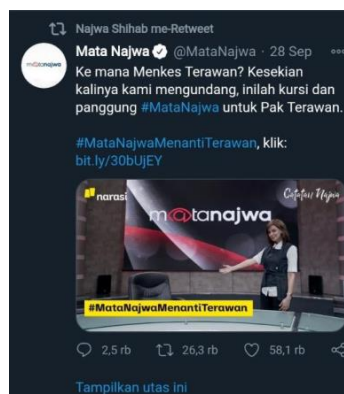 Najwa Shihab me-Retweet
Mata Najwa @MataNajwa · 28 Sep
Ke mana Menkes Terawan? Kesekian
kalinya kami mengundang, inilah kursi dan
panggung #MataNajwa untuk Pak Terawan.
#MataNajwaMenantiTerawan, klik:
bit.ly/30bUjEY
m@tanajwa
narasi
Catatan Najwa
m@tanajwa
#MataNajwaMenantiTerawan
2,5 rb 26,3 rb 58,1 rb
Tampilkan utas ini